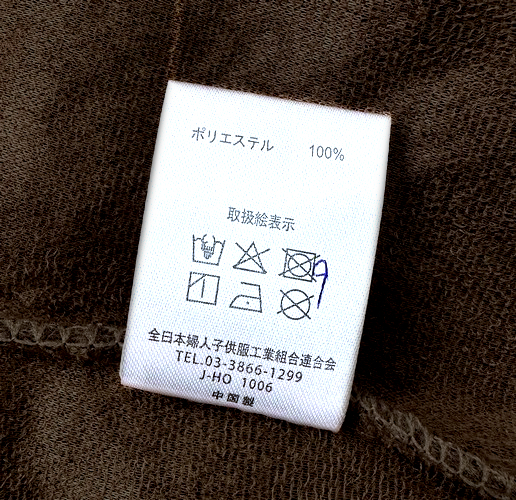 ポリエステル 100%
取扱絵表示
全日本婦人子供服工業組合連合会
TEL.03-3866-1299
J-HO 1006
中国製